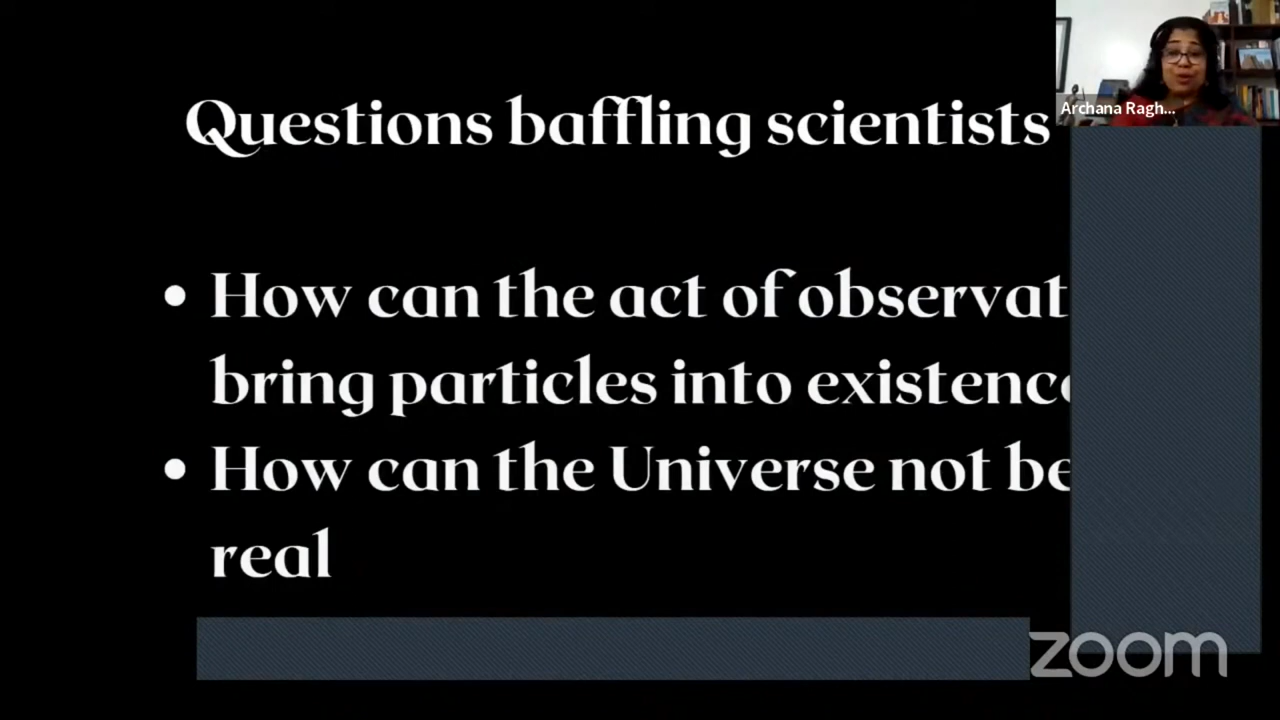 Questions baffling scientists
Archana Ragh...
• How can the act of observat
bring particles into existenc
• How can the Universe not be
real
zoom